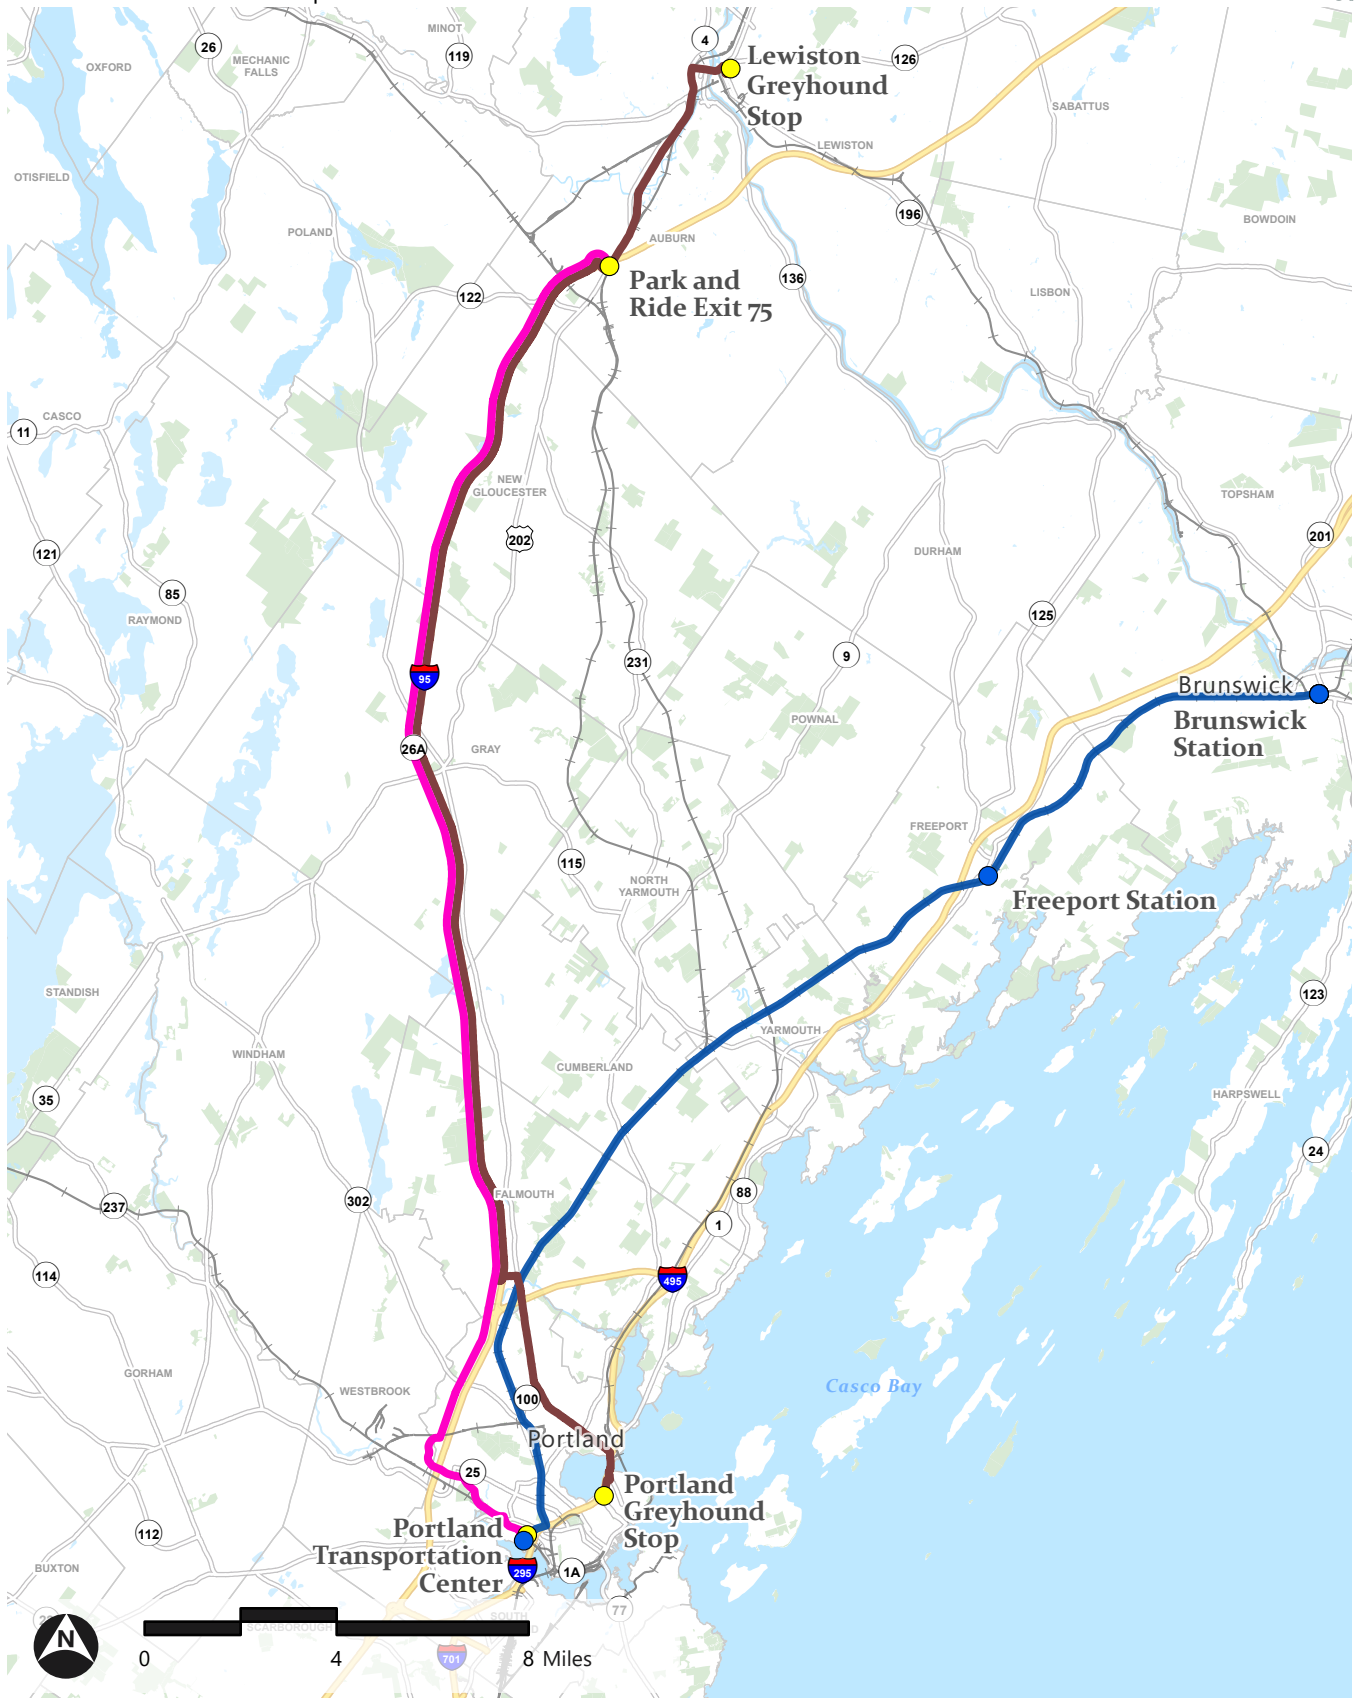 MINOT
4
26
119
126
OXFORD
MECHANIC
FALLS
Lewiston
Greyhound
Stop
SABATTUS
LEWISTON
OTISFIELD
196
BOWDOIN
POLAND
AUBURN
136
Park and
Ride Exit 75
122
LISBON
CASCO
11
NEW
GLOUCESTER
TOPSHAM
202
201
121
DURHAM
85
RAYMOND
125
9
231
95
Brunswick
POWNAL
Brunswick
Station
26A
GRAY
FREEPORT
115
NORTH
YARMOUTH
Freeport Station
STANDISH
123
YARMOUTH
WINDHAM
CUMBERLAND
35
HARPSWELL
24
88
FALMOUTH
302
237
1
114
495
GORHAM
Casco Bay
WESTBROOK
100
Portland
25
Portland
Greyhound
Stop
112
Portland
Transportation
Center
BUXTON
295
1A
77
SOUTH
SCARBOROUGH
N
701
0
4
8 Miles